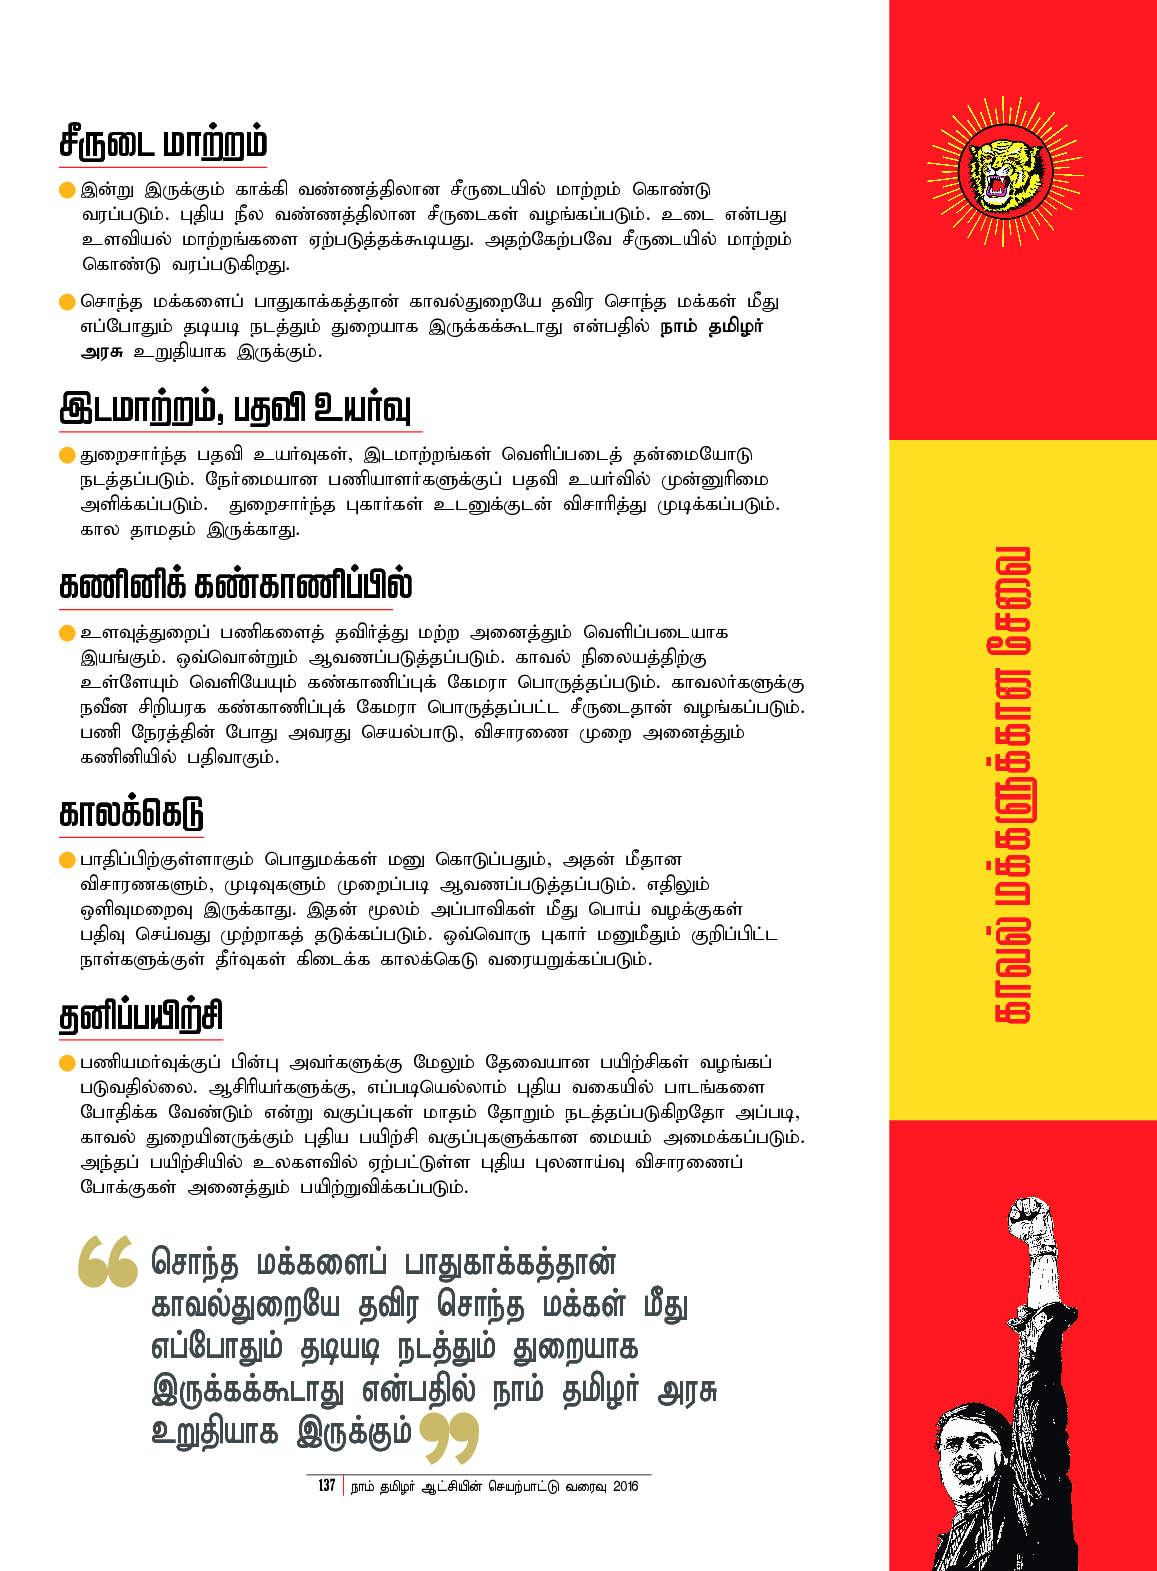 சீருடை மாற்றம்
இன்று இருக்கும் காக்கி வண்ணத்திலான சீருடையில் மாற்றம் கொண்டு
வரப்படும். புதிய நீல வண்ணத்திலான சீருடைகள் வழங்கப்படும். உடை என்பது
உளவியல் மாற்றங்களை ஏற்படுத்தக்கூடியது. அதற்கேற்பவே சீருடையில் மாற்றம்
கொண்டு வரப்படுகிறது.
சொந்த மக்களைப் பாதுகாக்கத்தான் காவல்துறையே தவிர சொந்த மக்கள் மீது
எப்போதும் தடியடி நடத்தும் துறையாக இருக்கக்கூடாது என்பதில் நாம் தமிழர்
அரசு உறுதியாக இருக்கும்.
இடமாற்றம், பதவி உயர்வு
துறைசார்ந்த பதவி உயர்வுகள், இடமாற்றங்கள் வெளிப்படைத் தன்மையோடு
நடத்தப்படும். நேர்மையான பணியாளர்களுக்குப் பதவி உயர்வில் முன்னுரிமை
அளிக்கப்படும். துறைசார்ந்த புகார்கள் உடனுக்குடன் விசாரித்து முடிக்கப்படும்.
கால தாமதம் இருக்காது.
கணினிக் கண்காணிப்பில்
உளவுத்துறைப் பணிகளைத் தவிர்த்து மற்ற அனைத்தும் வெளிப்படையாக
இயங்கும். ஒவ்வொன்றும் ஆவணப்படுத்தப்படும். காவல் நிலையத்திற்கு
உள்ளேயும் வெளியேயும் கண்காணிப்புக் கேமரா பொருத்தப்படும். காவலர்களுக்கு
நவீன சிறியரக கண்காணிப்புக் கேமரா பொருத்தப்பட்ட சீருடைதான் வழங்கப்படும்.
பணி நேரத்தின் போது அவரது செயல்பாடு, விசாரணை முறை அனைத்தும்
கணினியில் பதிவாகும்.
காலக்கெடு
பாதிப்பிற்குள்ளாகும் பொதுமக்கள் மனு கொடுப்பதும், அதன் மீதான
விசாரணகளும், முடிவுகளும் முறைப்படி ஆவணப்படுத்தப்படும். எதிலும்
ஒளிவுமறைவு இருக்காது. இதன் மூலம் அப்பாவிகள் மீது பொய் வழக்குகள்
பதிவு செய்வது முற்றாகத் தடுக்கப்படும். ஒவ்வொரு புகார் மனுமீதும் குறிப்பிட்ட
நாள்களுக்குள் தீர்வுகள் கிடைக்க காலக்கெடு வரையறுக்கப்படும்.
தனிப்பயிற்சி
பணியமர்வுக்குப் பின்பு அவர்களுக்கு மேலும் தேவையான பயிற்சிகள் வழங்கப்
படுவதில்லை. ஆசிரியர்களுக்கு, எப்படியெல்லாம் புதிய வகையில் பாடங்களை
போதிக்க வேண்டும் என்று வகுப்புகள் மாதம் தோறும் நடத்தப்படுகிறதோ அப்படி,
காவல் துறையினருக்கும் புதிய பயிற்சி வகுப்புகளுக்கான மையம் அமைக்கப்படும்.
அந்தப் பயிற்சியில் உலகளவில் ஏற்பட்டுள்ள புதிய புலனாய்வு விசாரணைப்
போக்குகள் அனைத்தும் பயிற்றுவிக்கப்படும்.
❝ சொந்த மக்களைப் பாதுகாக்கத்தான்
காவல்துறையே தவிர சொந்த மக்கள் மீது
எப்போதும் தடியடி நடத்தும் துறையாக
இருக்கக்கூடாது என்பதில் நாம் தமிழர் அரசு
உறுதியாக இருக்கும் ❞
137 நாம் தமிழர் ஆட்சியின் செயற்பாட்டு வரைவு 2016
காவல் மக்களுக்கான சேவை